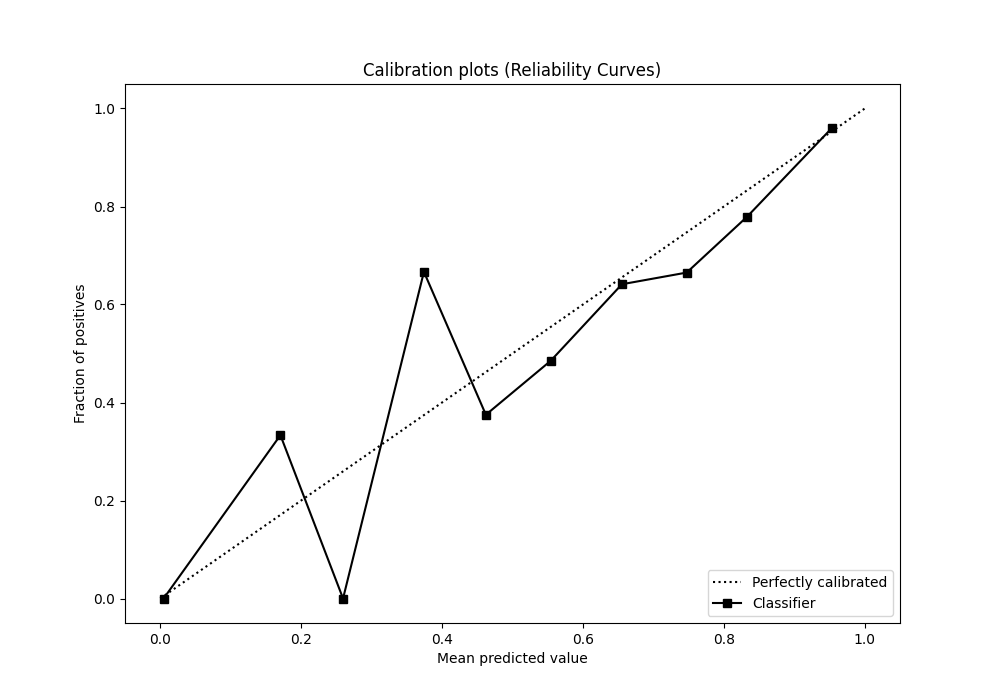 Calibration plots (Reliability Curves)
1.0
0.8
0.6
0.4
0.2
0.0
Fraction of positives
Perfectly calibrated
Classifier
0.0 0.2 0.4 0.6 0.8 1.0
Mean predicted value